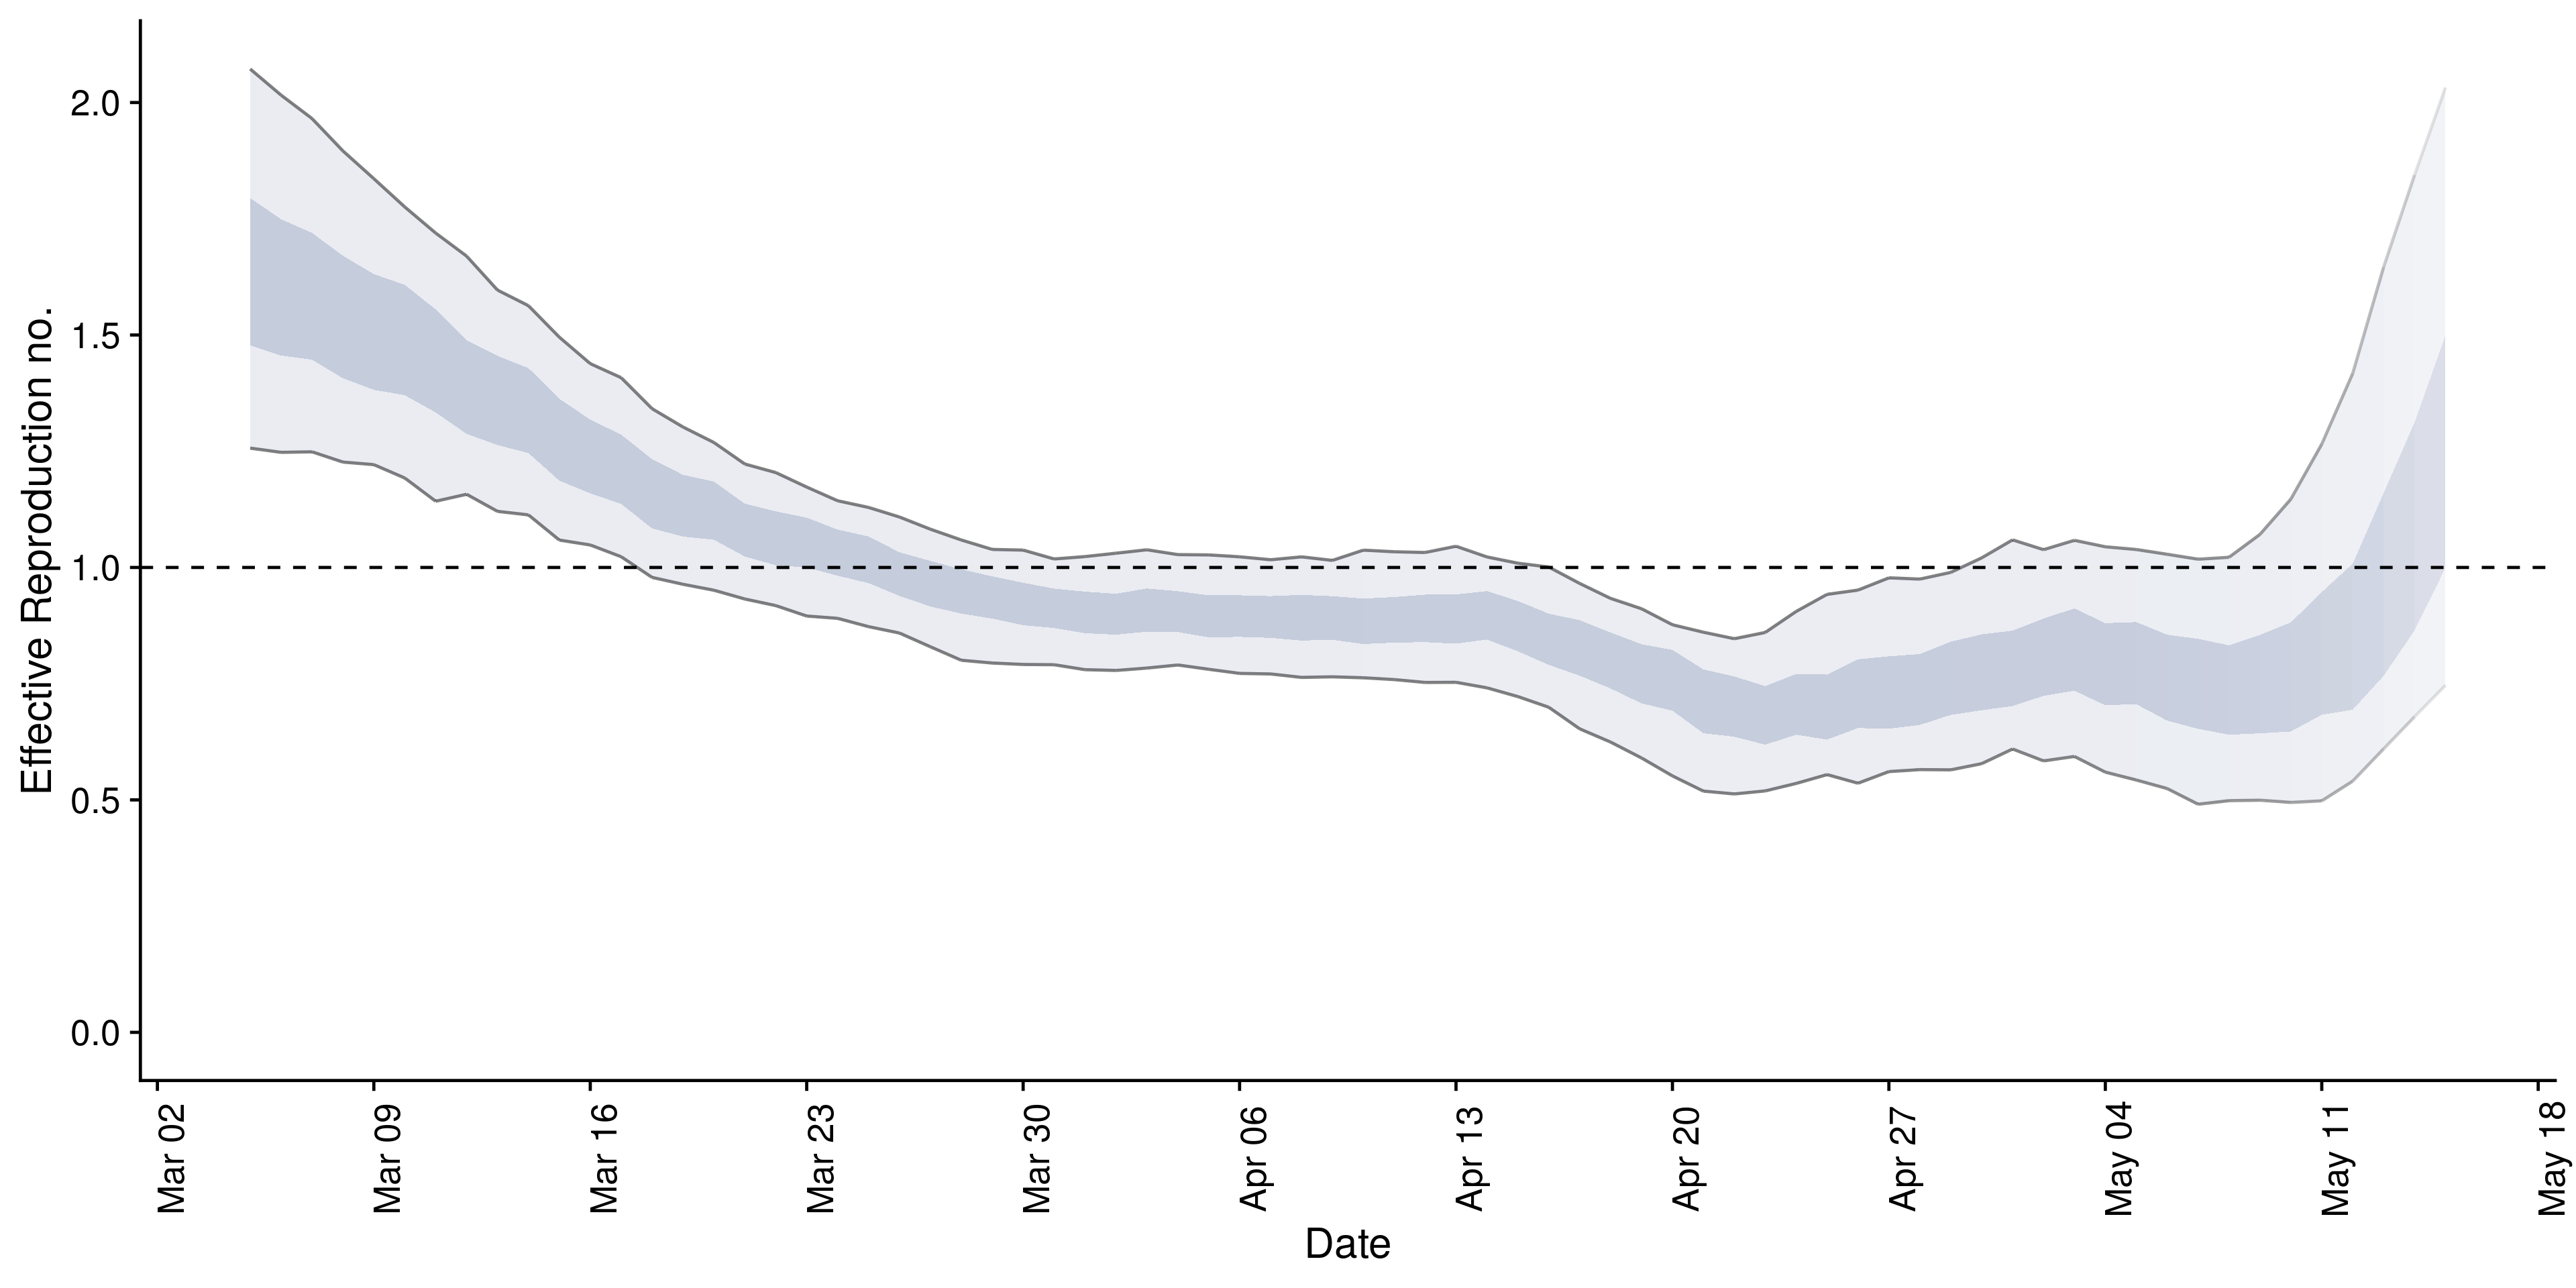 Effective Reproduction no.
2.0
1.5
1.0
0.5
0.0
Mar 02
Mar 09
Mar 16
Mar 23
Mar 30
Apr 06
Apr 13
Apr 20
Apr 27
May 04
May 11
May 18
Date